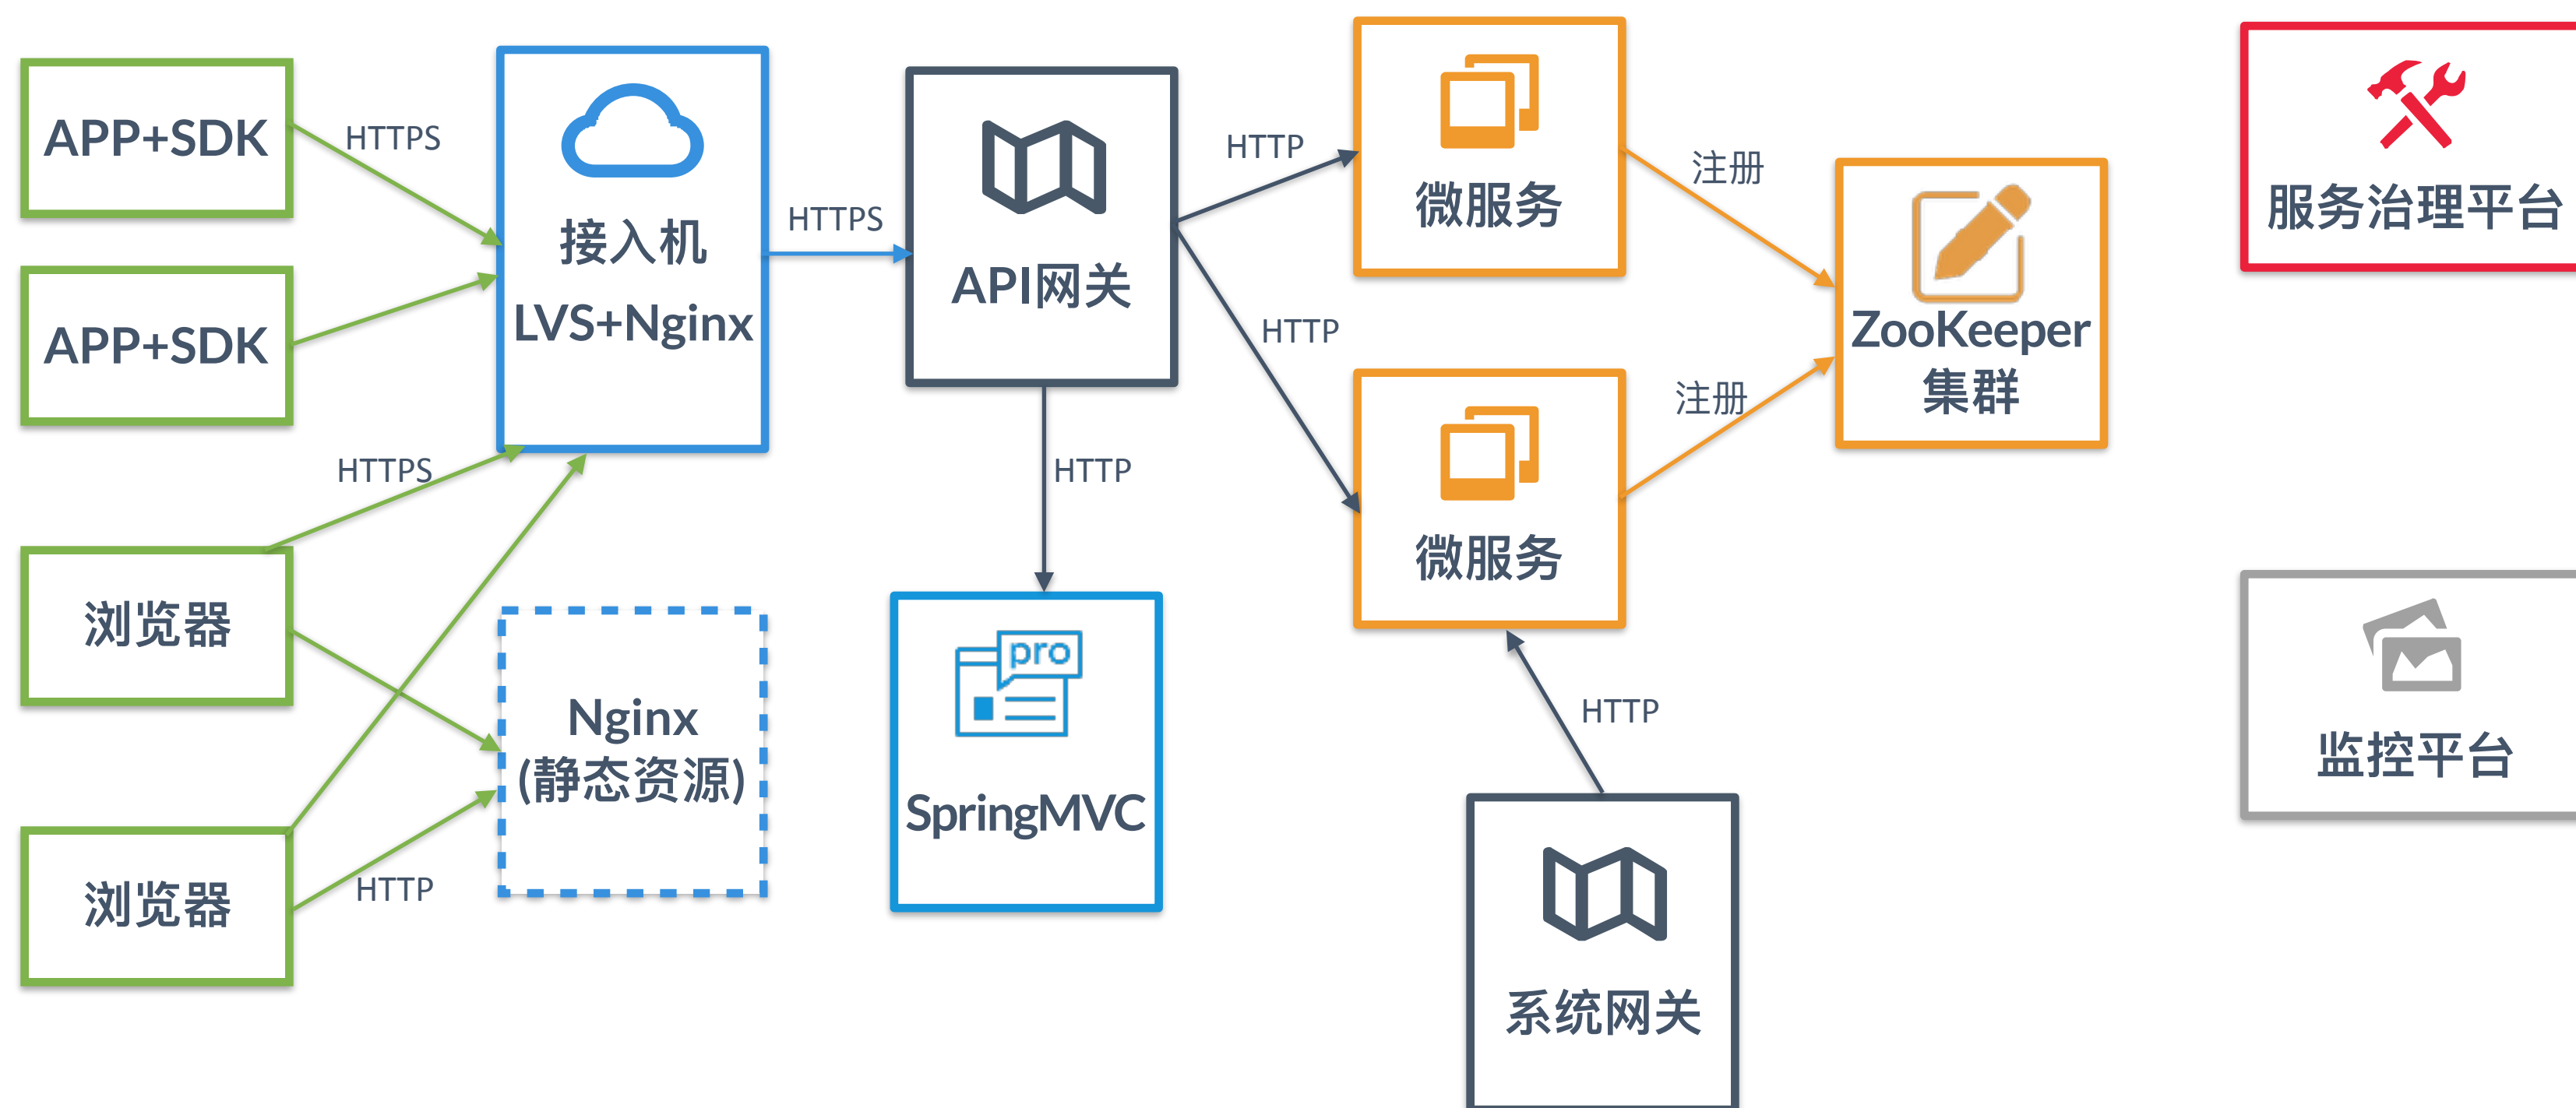 APP+SDK
HTTPS
APP+SDK
接入机
LVS+Nginx
HTTPS
API网关
HTTP
微服务
注册
ZooKeeper
集群
服务治理平台
HTTP
微服务
注册
HTTPS
浏览器
HTTP
Nginx
(静态资源)
pro
SpringMVC
HTTP
监控平台
浏览器
HTTP
系统网关